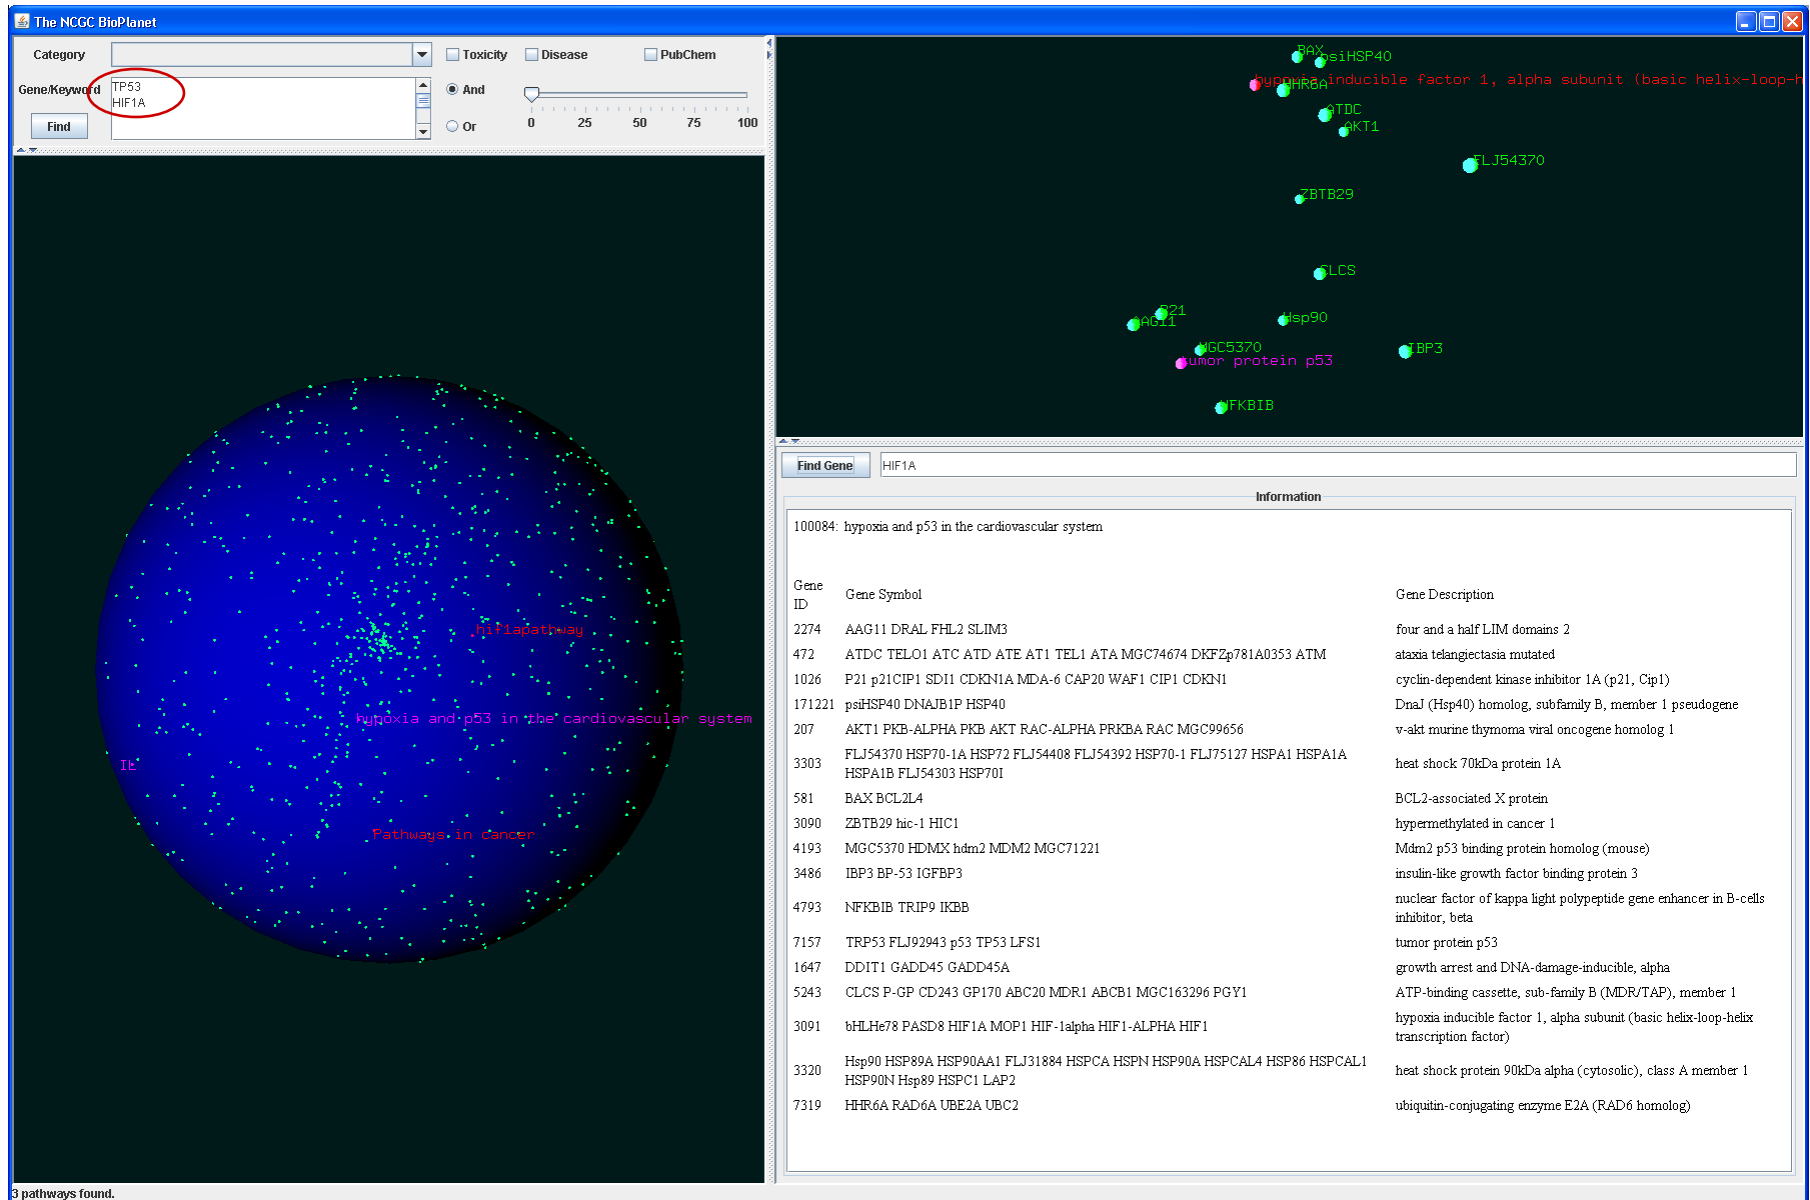 The NCGC BioPlanet
Category
Toxicity
Disease
PubChem
Gene/Keyword
TP53
HIF1A
And
Or
0 25 50 75 100
Find
hif1apathway
hypoxia and p53 in the cardiovascular system
IL
Pathways in cancer
3 pathways found.
BAX
psiHSP40
hypoxia inducible factor 1, alpha subunit (basic helix-loop-h
HHR6A
ATDC
AKT1
FLJ54370
ZBTB29
CLCS
P21
AAG11
Hsp90
MGC5370
IBP3
tumor protein p53
NFKBIB
Find Gene
HIF1A
Information
100084: hypoxia and p53 in the cardiovascular system
Gene ID Gene Symbol Gene Description
2274 AAG11 DRAL FHL2 SLIM3 four and a half LIM domains 2
472 ATDC TELO1 ATC ATD ATE AT1 TEL1 ATA MGC74674 DKFZp781A0353 ATM ataxia telangiectasia mutated
1026 P21 p21CIP1 SDI1 CDKN1A MDA-6 CAP20 WAF1 CIP1 CDKN1 cyclin-dependent kinase inhibitor 1A (p21, Cip1)
171221 psiHSP40 DNAJB1P HSP40 DnaJ (Hsp40) homolog, subfamily B, member 1 pseudogene
207 AKT1 PKB-ALPHA PKB AKT RAC-ALPHA PRKBA RAC MGC99656 v-akt murine thymoma viral oncogene homolog 1
3303 FLJ54370 HSP70-1A HSP72 FLJ54408 FLJ54392 HSP70-1 FLJ75127 HSPA1 HSPA1A
HSPA1B FLJ54303 HSP70I heat shock 70kDa protein 1A
581 BAX BCL2L4 BCL2-associated X protein
3090 ZBTB29 hic-1 HIC1 hypermethylated in cancer 1
4193 MGC5370 HDMX hdm2 MDM2 MGC71221 Mdm2 p53 binding protein homolog (mouse)
3486 IBP3 BP-53 IGFBP3 insulin-like growth factor binding protein 3
4793 NFKBIB TRIP9 IKBB nuclear factor of kappa light polypeptide gene enhancer in B-cells
inhibitor, beta
7157 TRP53 FLJ92943 p53 TP53 LFS1 tumor protein p53
1647 DDIT1 GADD45 GADD45A growth arrest and DNA-damage-inducible, alpha
5243 CLCS P-GP CD243 GP170 ABC20 MDR1 ABCB1 MGC163296 PGY1 ATP-binding cassette, sub-family B (MDR/TAP), member 1
3091 bHLHe78 PASD8 HIF1A MOP1 HIF-1alpha HIF1-ALPHA HIF1 hypoxia inducible factor 1, alpha subunit (basic helix-loop-helix
transcription factor)
3320 Hsp90 HSP89A HSP90AA1 FLJ31884 HSPCA HSPN HSP90A HSPCAL4 HSP86 HSPCAL1
HSP90N Hsp89 HSPC1 LAP2 heat shock protein 90kDa alpha (cytosolic), class A member 1
7319 HHR6A RAD6A UBE2A UBC2 ubiquitin-conjugating enzyme E2A (RAD6 homolog)